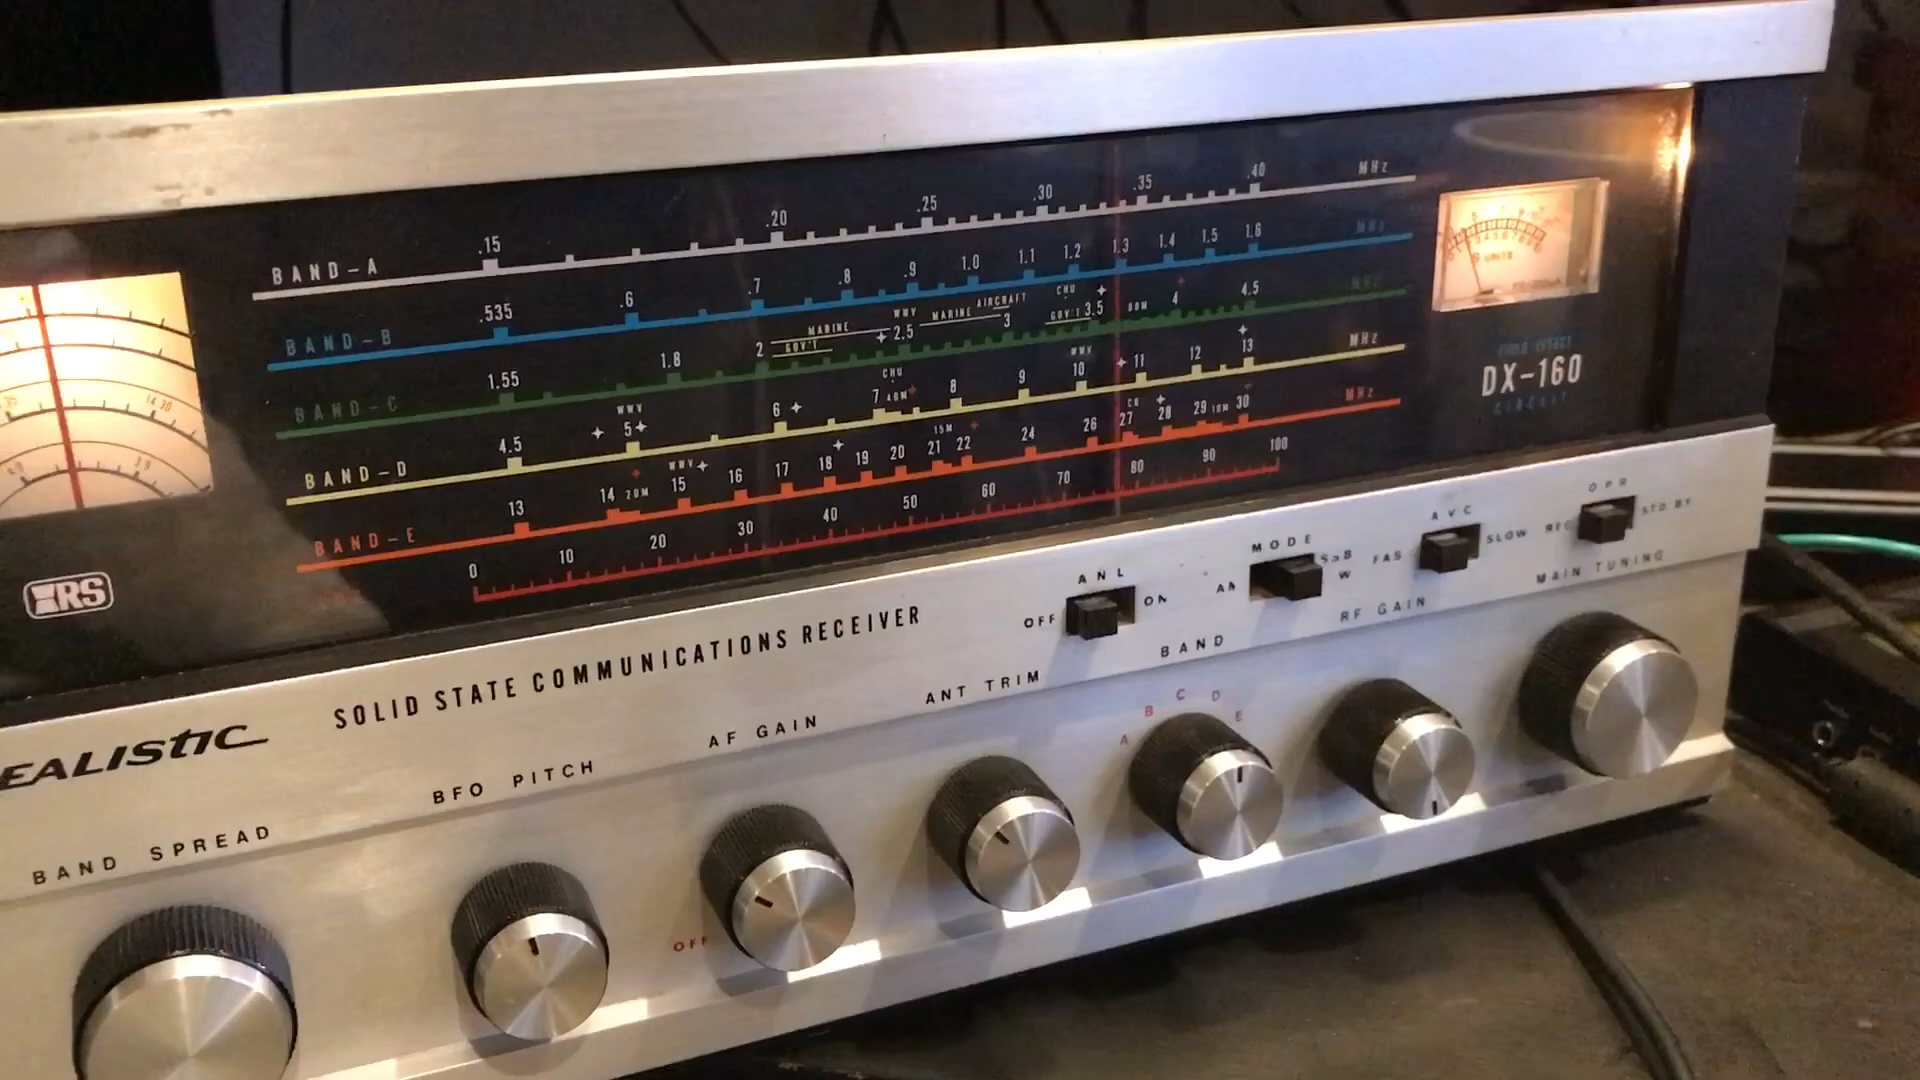 .15 .20 .25 .30 .35 .40 MHz
BAND-A
.535 .6 .7 .8 .9 1.0 1.1 1.2 1.3 1.4 1.5 1.6 MHz
BAND-B
MARINE WWV MARINE AIRCRAFT CHU
GOV'T GOV'T 80M
1.55 1.8 2 2.5 3 3.5 4 4.5 MHz
BAND-C
WWV CHU 40M WWV
4.5 5 6 7 8 9 10 11 12 13 MHz
BAND-D
20M WWV 15M CB 10M
13 14 15 16 17 18 19 20 21 22 24 26 27 28 29 30 MHz
BAND-E
0 10 20 30 40 50 60 70 80 90 100
S UNITS
DX-160
CIRCUIT
RS
EALISTIC
SOLID STATE COMMUNICATIONS RECEIVER
ANL
OFF ON
MODE
AVC
FAS SLOW
OPR
REC STD BY
BAND SPREAD
BFO PITCH
AF GAIN
OFF
ANT TRIM
BAND
A B C D E
RF GAIN
MAIN TUNING